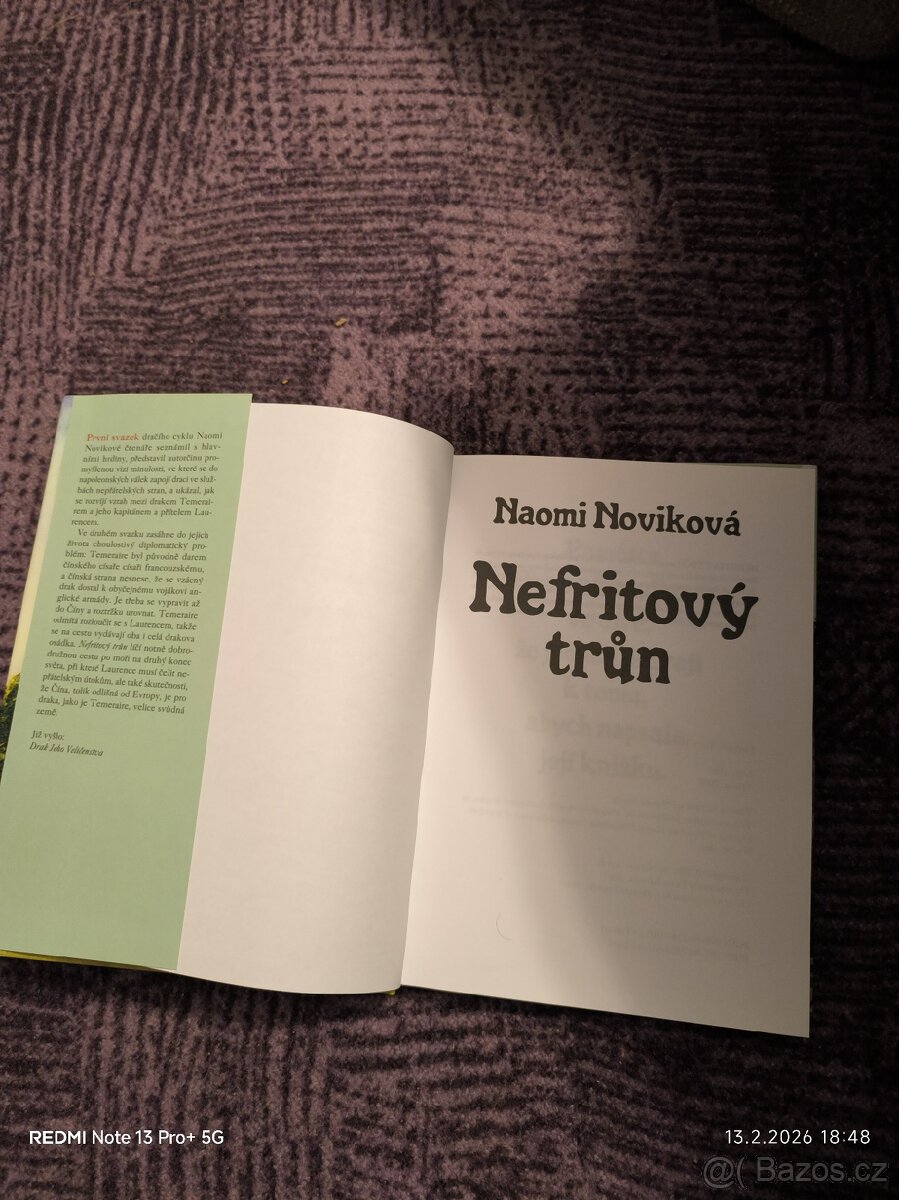 První svazek dračího cyklu Naomi
Novikové čtenáře seznámil s hlav-
ními hrdiny, představil autorčinu pro-
myšlenou vizi minulosti, ve které se do
napoleonských válek zapojí draci ve služ-
bách nepřátelských stran, a ukázal, jak
se rozvíjí vztah mezi drakem Temerai-
rem a jeho kapitánem a přítelem Lau-
rencem.
Ve druhém svazku zasáhne do jejich
života choulostivý diplomatický pro-
blém: Temeraire byl původně darem
čínského císaře císaři francouzskému,
a čínská strana nesnese, že se vzácný
drak dostal k obyčejnému vojákovi an-
glické armády. Je třeba se vypravit až
do Číny a roztržku urovnat. Temeraire
odmítá rozloučit se s Laurencem, takže
se na cestu vydávají oba i celá drakova
osádka. Nefritový trůn líčí notně dobro-
družnou cestu po moři na druhý konec
světa, při které Laurence musí čelit ne-
přátelským útokům, ale také skutečnosti,
že Čína, tolik odlišná od Evropy, je pro
draka, jako je Temeraire, velice svůdná
země.
Již vyšlo:
Drak Jeho Veličenstva
Naomi Noviková
Nefritový
trůn
abych napsala
její knížku.
REDMI Note 13 Pro+ 5G
13.2.2026 18:48
@( Bazos.cz